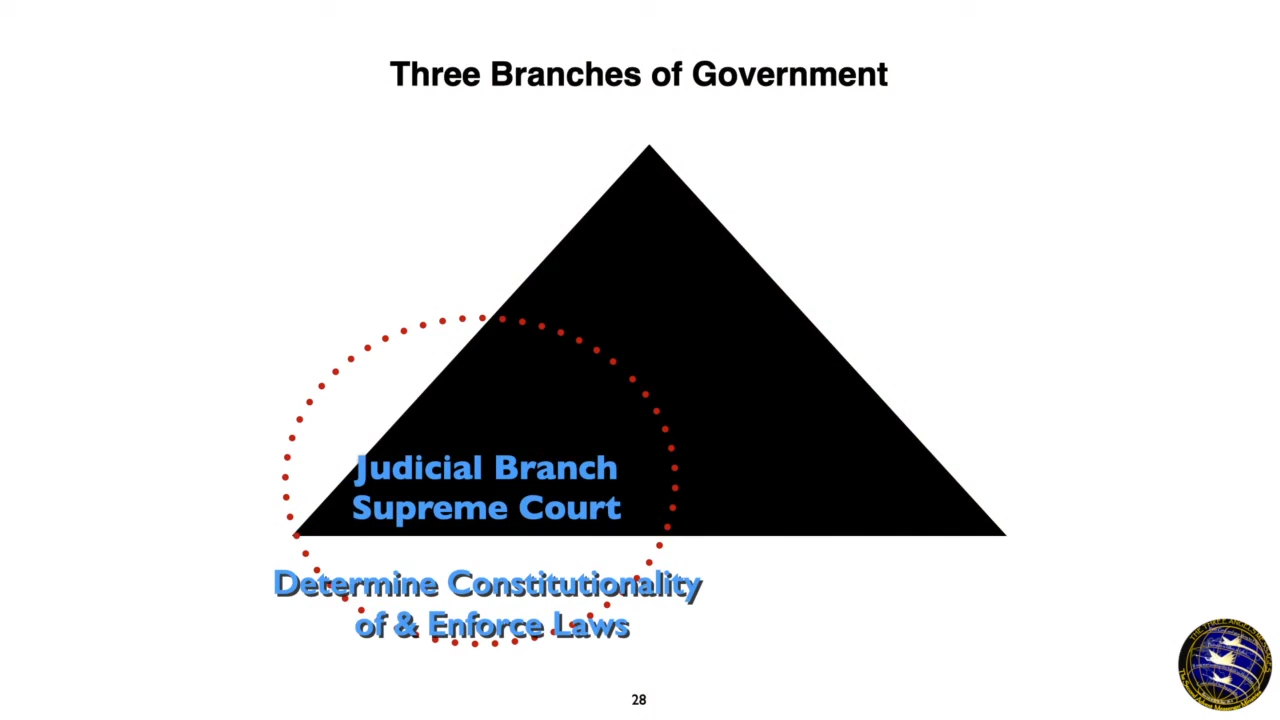 Three Branches of Government
Judicial Branch
Supreme Court
Determine Constitutionality
of & Enforce Laws
28